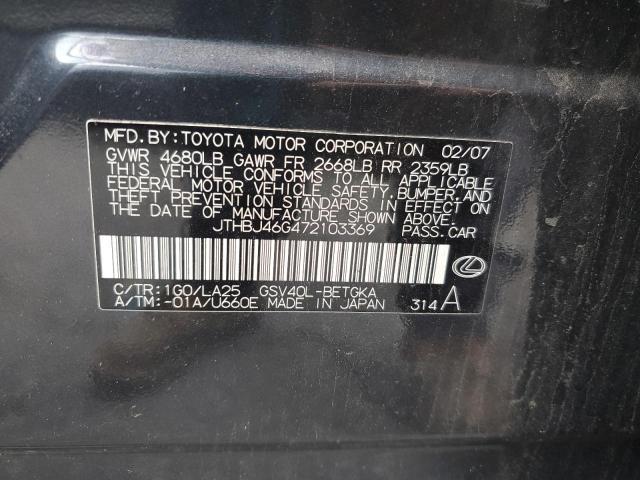 MFD.BY:TOYOTA MOTOR CORPORATION 02/07
GVWR 4680LB GAWR FR 2668LB RR 2359LB
THIS VEHICLE CONFORMS TO ALL APPLICABLE
FEDERAL MOTOR VEHICLE SAFETY,BUMPER,AND
THEFT PREVENTION STANDARDS IN EFFECT ON
THE DATE OF MANUFACTURE SHOWN ABOVE.
JTHBJ46G472103369 PASS.CAR
C/TR:1G0/LA25 GSV40L-BETGKA
A/TM:-01A/U660E MADE IN JAPAN 314A